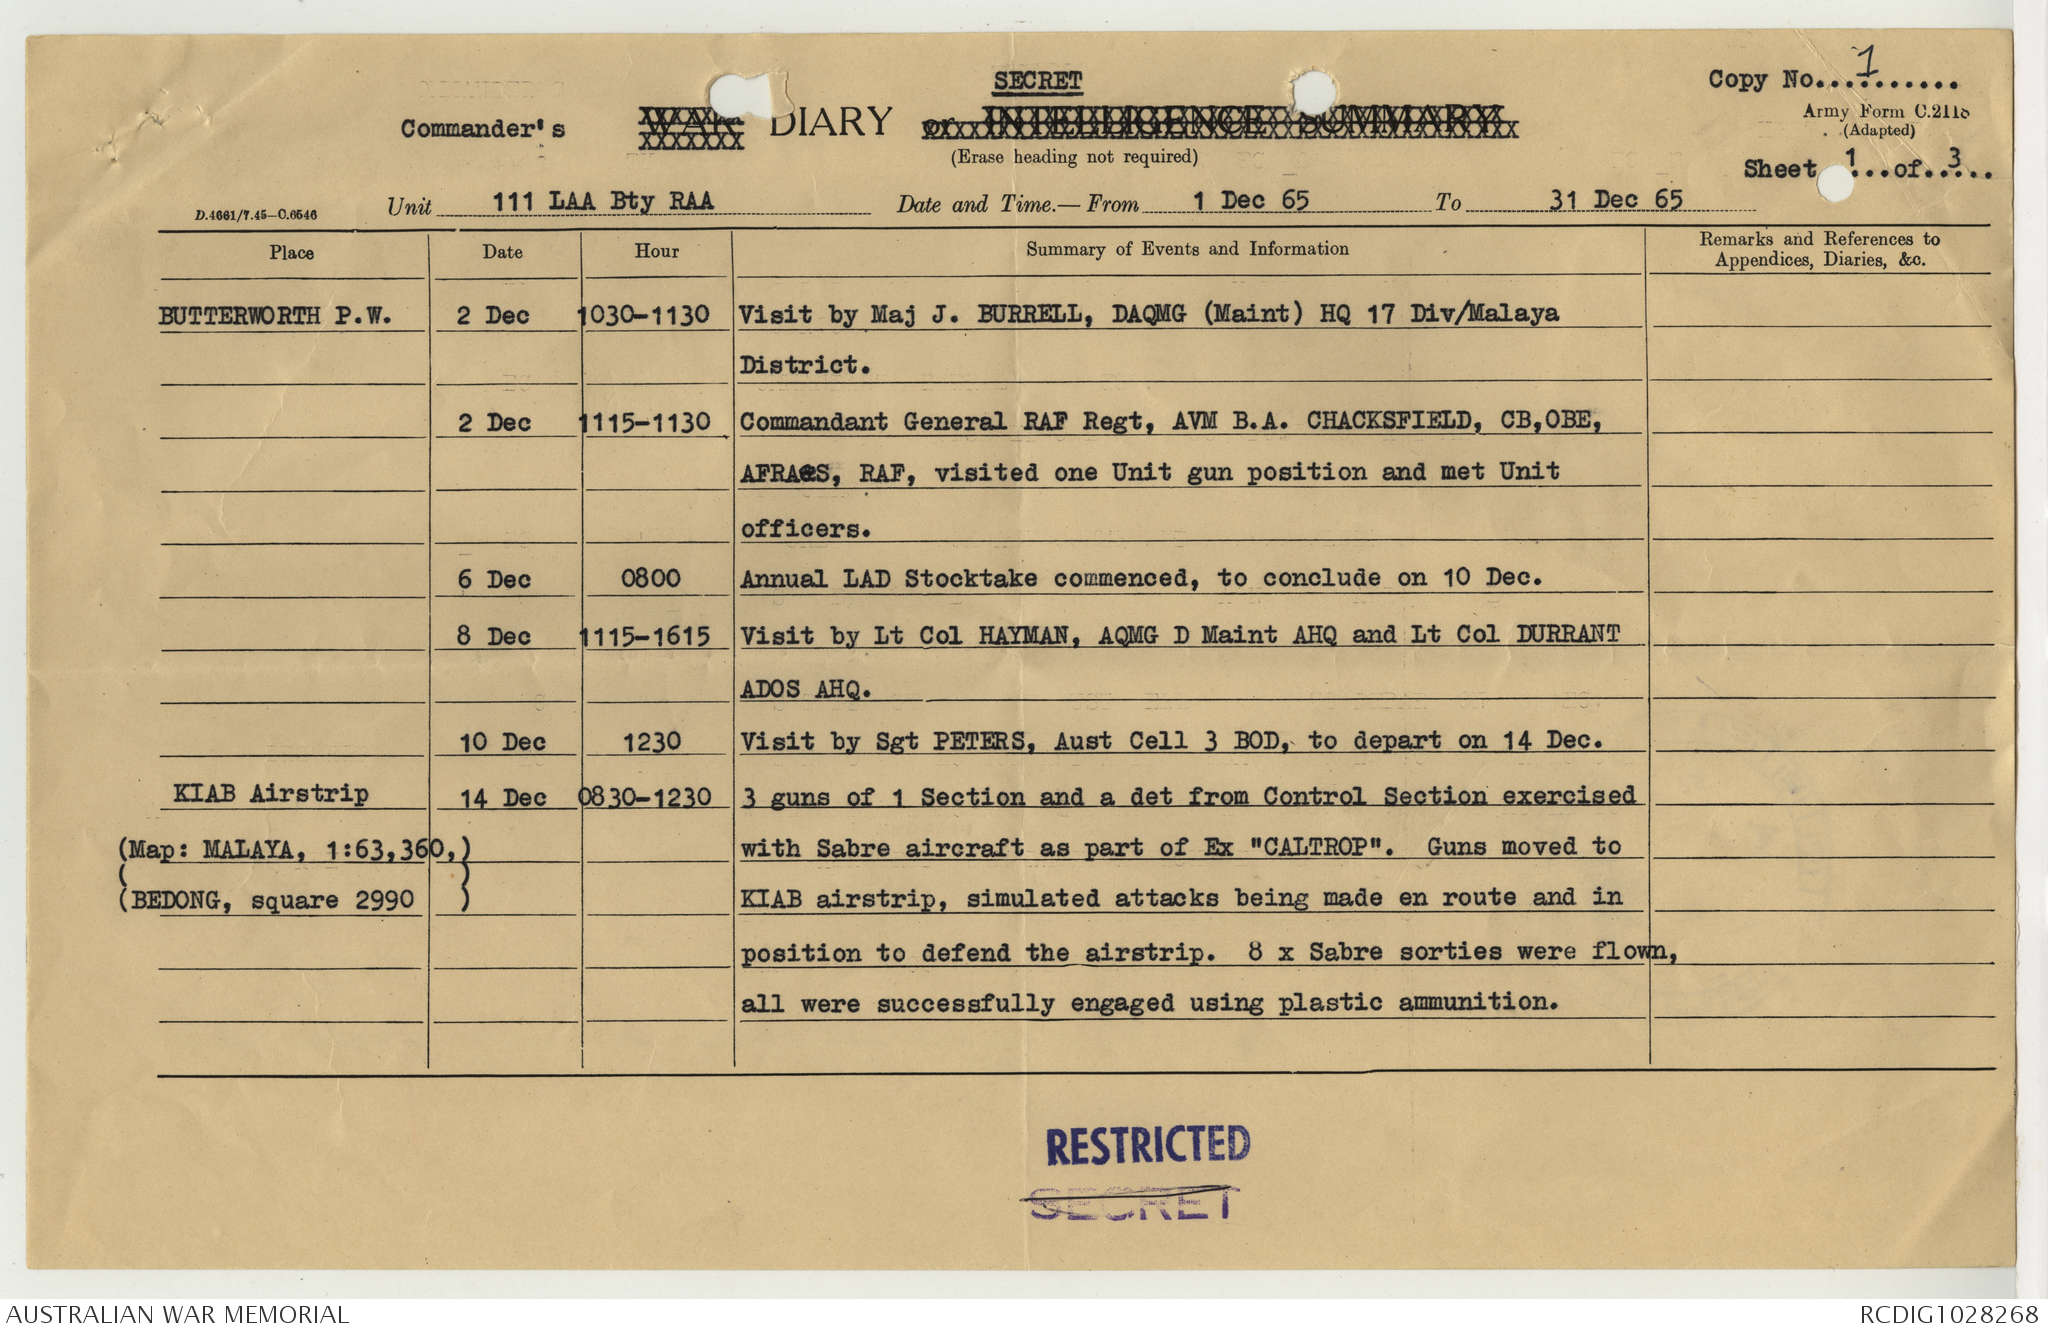 SECRET
Copy No. 1
Army Form C.2118
(Adapted)
Commander's WAR DIARY or INTELLIGENCE SUMMARY
(Erase heading not required)
Sheet 1 of 3
D.4661/7.45—C.6546
Unit 111 LAA Bty RAA Date and Time.— From 1 Dec 65 To 31 Dec 65
Place Date Hour Summary of Events and Information Remarks and References to Appendices, Diaries, &c.
BUTTERWORTH P.W. 2 Dec 1030-1130 Visit by Maj J. BURRELL, DAQMG (Maint) HQ 17 Div/Malaya
District.
2 Dec 1115-1130 Commandant General RAF Regt, AVM B.A. CHACKSFIELD, CB,OBE,
AFRAeS, RAF, visited one Unit gun position and met Unit
officers.
6 Dec 0800 Annual LAD Stocktake commenced, to conclude on 10 Dec.
8 Dec 1115-1615 Visit by Lt Col HAYMAN, AQMG D Maint AHQ and Lt Col DURRANT
ADOS AHQ.
10 Dec 1230 Visit by Sgt PETERS, Aust Cell 3 BOD, to depart on 14 Dec.
KIAB Airstrip 14 Dec 0830-1230 3 guns of 1 Section and a det from Control Section exercised
(Map: MALAYA, 1:63,360,) with Sabre aircraft as part of Ex "CALTROP". Guns moved to
(BEDONG, square 2990 ) KIAB airstrip, simulated attacks being made en route and in
position to defend the airstrip. 8 x Sabre sorties were flown,
all were successfully engaged using plastic ammunition.
RESTRICTED
SECRET
AUSTRALIAN WAR MEMORIAL RCDIG1028268